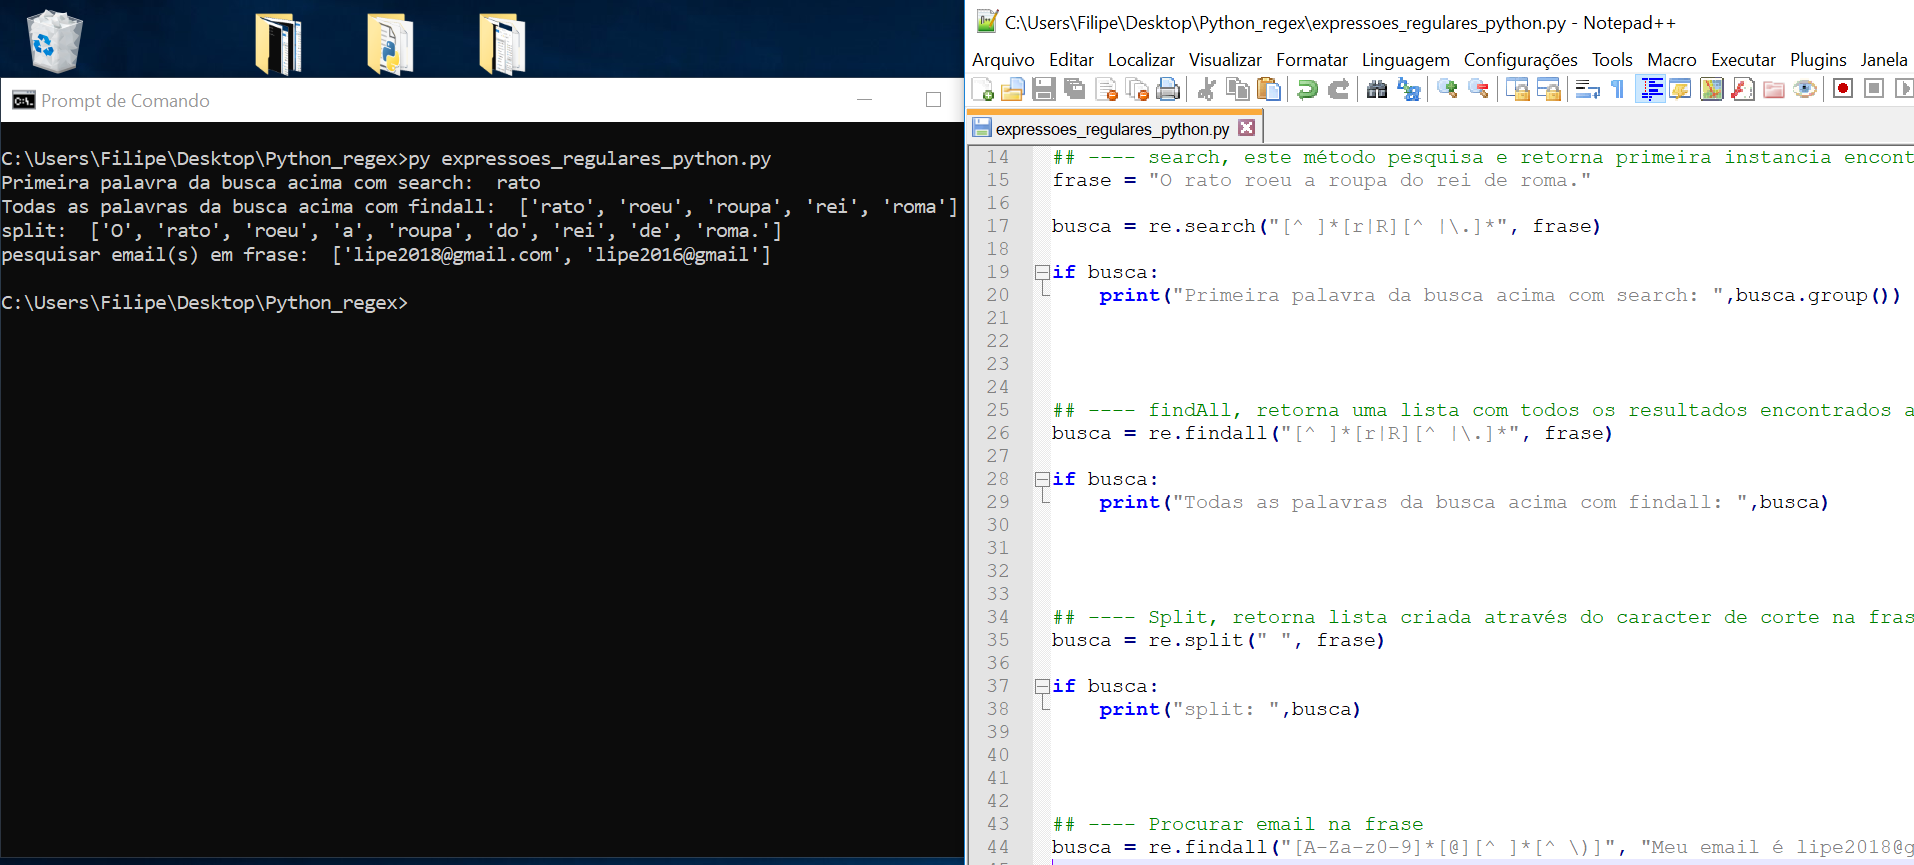 Prompt de Comando
C:\Users\Filipe\Desktop\Python_regex>py expressoes_regulares_python.py
Primeira palavra da busca acima com search:  rato
Todas as palavras da busca acima com findall:  ['rato', 'roeu', 'roupa', 'rei', 'roma']
split:  ['O', 'rato', 'roeu', 'a', 'roupa', 'do', 'rei', 'de', 'roma.']
pesquisar email(s) em frase:  ['lipe2018@gmail.com', 'lipe2016@gmail']
C:\Users\Filipe\Desktop\Python_regex>
C:\Users\Filipe\Desktop\Python_regex\expressoes_regulares_python.py - Notepad++
Arquivo Editar Localizar Visualizar Formatar Linguagem Configurações Tools Macro Executar Plugins Janela
expressoes_regulares_python.py
14 ## ---- search, este método pesquisa e retorna primeira instancia encont
15 frase = "O rato roeu a roupa do rei de roma."
16
17 busca = re.search("[^ ]*[r|R][^ |\.]*", frase)
18
19 if busca:
20     print("Primeira palavra da busca acima com search: ",busca.group())
21
22
23
24
25 ## ---- findAll, retorna uma lista com todos os resultados encontrados a
26 busca = re.findall("[^ ]*[r|R][^ |\.]*", frase)
27
28 if busca:
29     print("Todas as palavras da busca acima com findall: ",busca)
30
31
32
33
34 ## ---- Split, retorna lista criada através do caracter de corte na fras
35 busca = re.split(" ", frase)
36
37 if busca:
38     print("split: ",busca)
39
40
41
42
43 ## ---- Procurar email na frase
44 busca = re.findall("[A-Za-z0-9]*[@][^ ]*[^ \)]", "Meu email é lipe2018@g